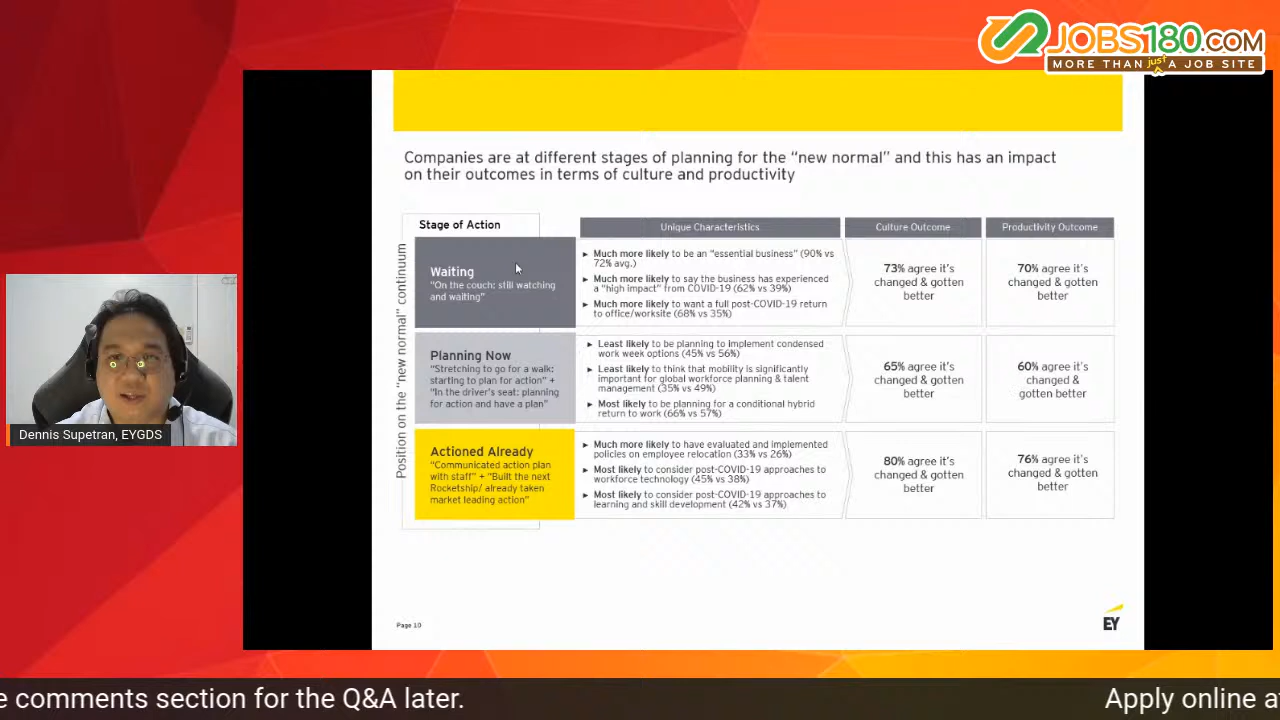 JOBS180.COM
MORE THAN just A JOB SITE
Companies are at different stages of planning for the “new normal” and this has an impact
on their outcomes in terms of culture and productivity
Position on the “new normal” continuum
Stage of Action
Unique Characteristics
Culture Outcome
Productivity Outcome
Waiting
“On the couch: still watching
and waiting”
Much more likely to be an “essential business” (90% vs
72% avg.)
Much more likely to say the business has experienced
a “high impact” from COVID-19 (62% vs 39%)
Much more likely to want a full post-COVID-19 return
to office/worksite (68% vs 35%)
73% agree it’s
changed & gotten
better
70% agree it’s
changed & gotten
better
Planning Now
“Stretching to go for a walk:
starting to plan for action” +
“In the driver’s seat: planning
for action and have a plan”
Least likely to be planning to implement condensed
work week options (45% vs 56%)
Least likely to think that mobility is significantly
important for global workforce planning & talent
management (35% vs 49%)
Most likely to be planning for a conditional hybrid
return to work (66% vs 57%)
65% agree it’s
changed & gotten
better
60% agree it’s
changed &
gotten better
Actioned Already
“Communicated action plan
with staff” + “Built the next
Rocketship/ already taken
market leading action”
Much more likely to have evaluated and implemented
policies on employee relocation (33% vs 26%)
Most likely to consider post-COVID-19 approaches to
workforce technology (45% vs 38%)
Most likely to consider post-COVID-19 approaches to
learning and skill development (42% vs 37%)
80% agree it’s
changed & gotten
better
76% agree it’s
changed & gotten
better
Dennis Supetran, EYGDS
Page 10
EY
e comments section for the Q&A later.
Apply online a